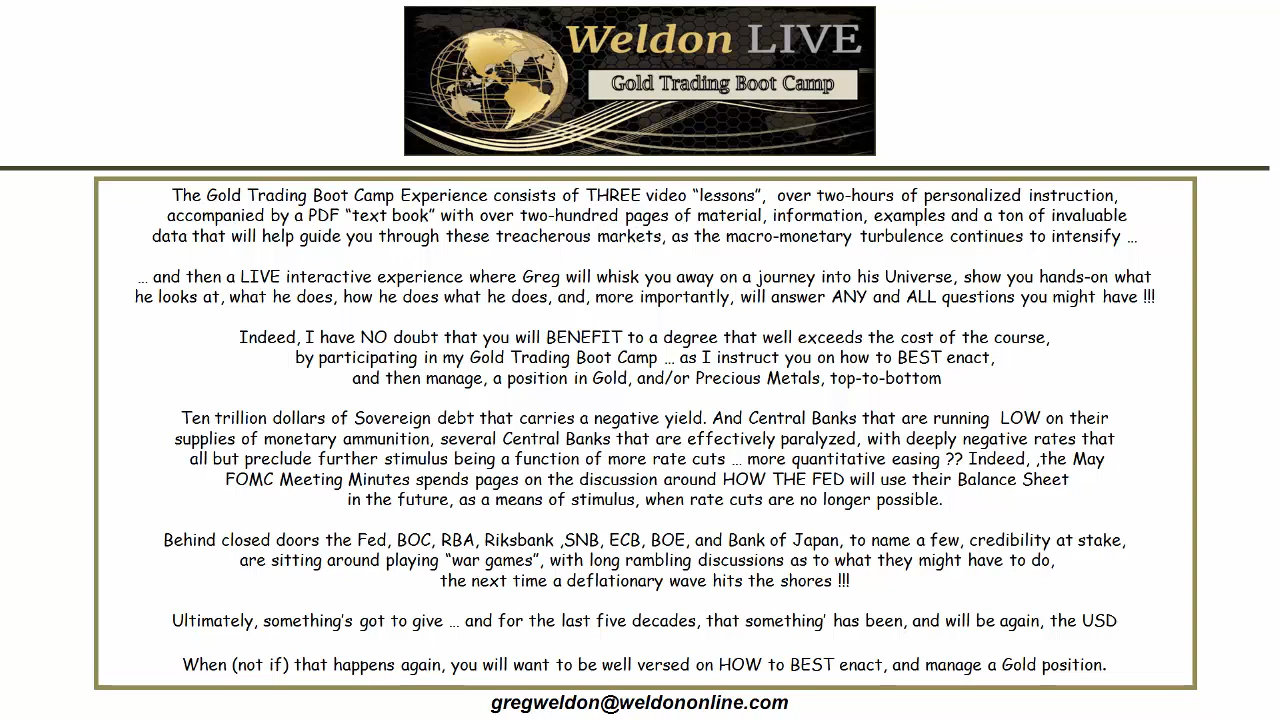 Weldon LIVE
Gold Trading Boot Camp
The Gold Trading Boot Camp Experience consists of THREE video “lessons”,  over two-hours of personalized instruction,
accompanied by a PDF “text book” with over two-hundred pages of material, information, examples and a ton of invaluable
data that will help guide you through these treacherous markets, as the macro-monetary turbulence continues to intensify …
… and then a LIVE interactive experience where Greg will whisk you away on a journey into his Universe, show you hands-on what
he looks at, what he does, how he does what he does, and, more importantly, will answer ANY and ALL questions you might have !!!
Indeed, I have NO doubt that you will BENEFIT to a degree that well exceeds the cost of the course,
by participating in my Gold Trading Boot Camp … as I instruct you on how to BEST enact,
and then manage, a position in Gold, and/or Precious Metals, top-to-bottom
Ten trillion dollars of Sovereign debt that carries a negative yield. And Central Banks that are running  LOW on their
supplies of monetary ammunition, several Central Banks that are effectively paralyzed, with deeply negative rates that
all but preclude further stimulus being a function of more rate cuts … more quantitative easing ?? Indeed, ,the May
FOMC Meeting Minutes spends pages on the discussion around HOW THE FED will use their Balance Sheet
in the future, as a means of stimulus, when rate cuts are no longer possible.
Behind closed doors the Fed, BOC, RBA, Riksbank ,SNB, ECB, BOE, and Bank of Japan, to name a few, credibility at stake,
are sitting around playing “war games”, with long rambling discussions as to what they might have to do,
the next time a deflationary wave hits the shores !!!
Ultimately, something’s got to give … and for the last five decades, that something’ has been, and will be again, the USD
When (not if) that happens again, you will want to be well versed on HOW to BEST enact, and manage a Gold position.
gregweldon@weldononline.com